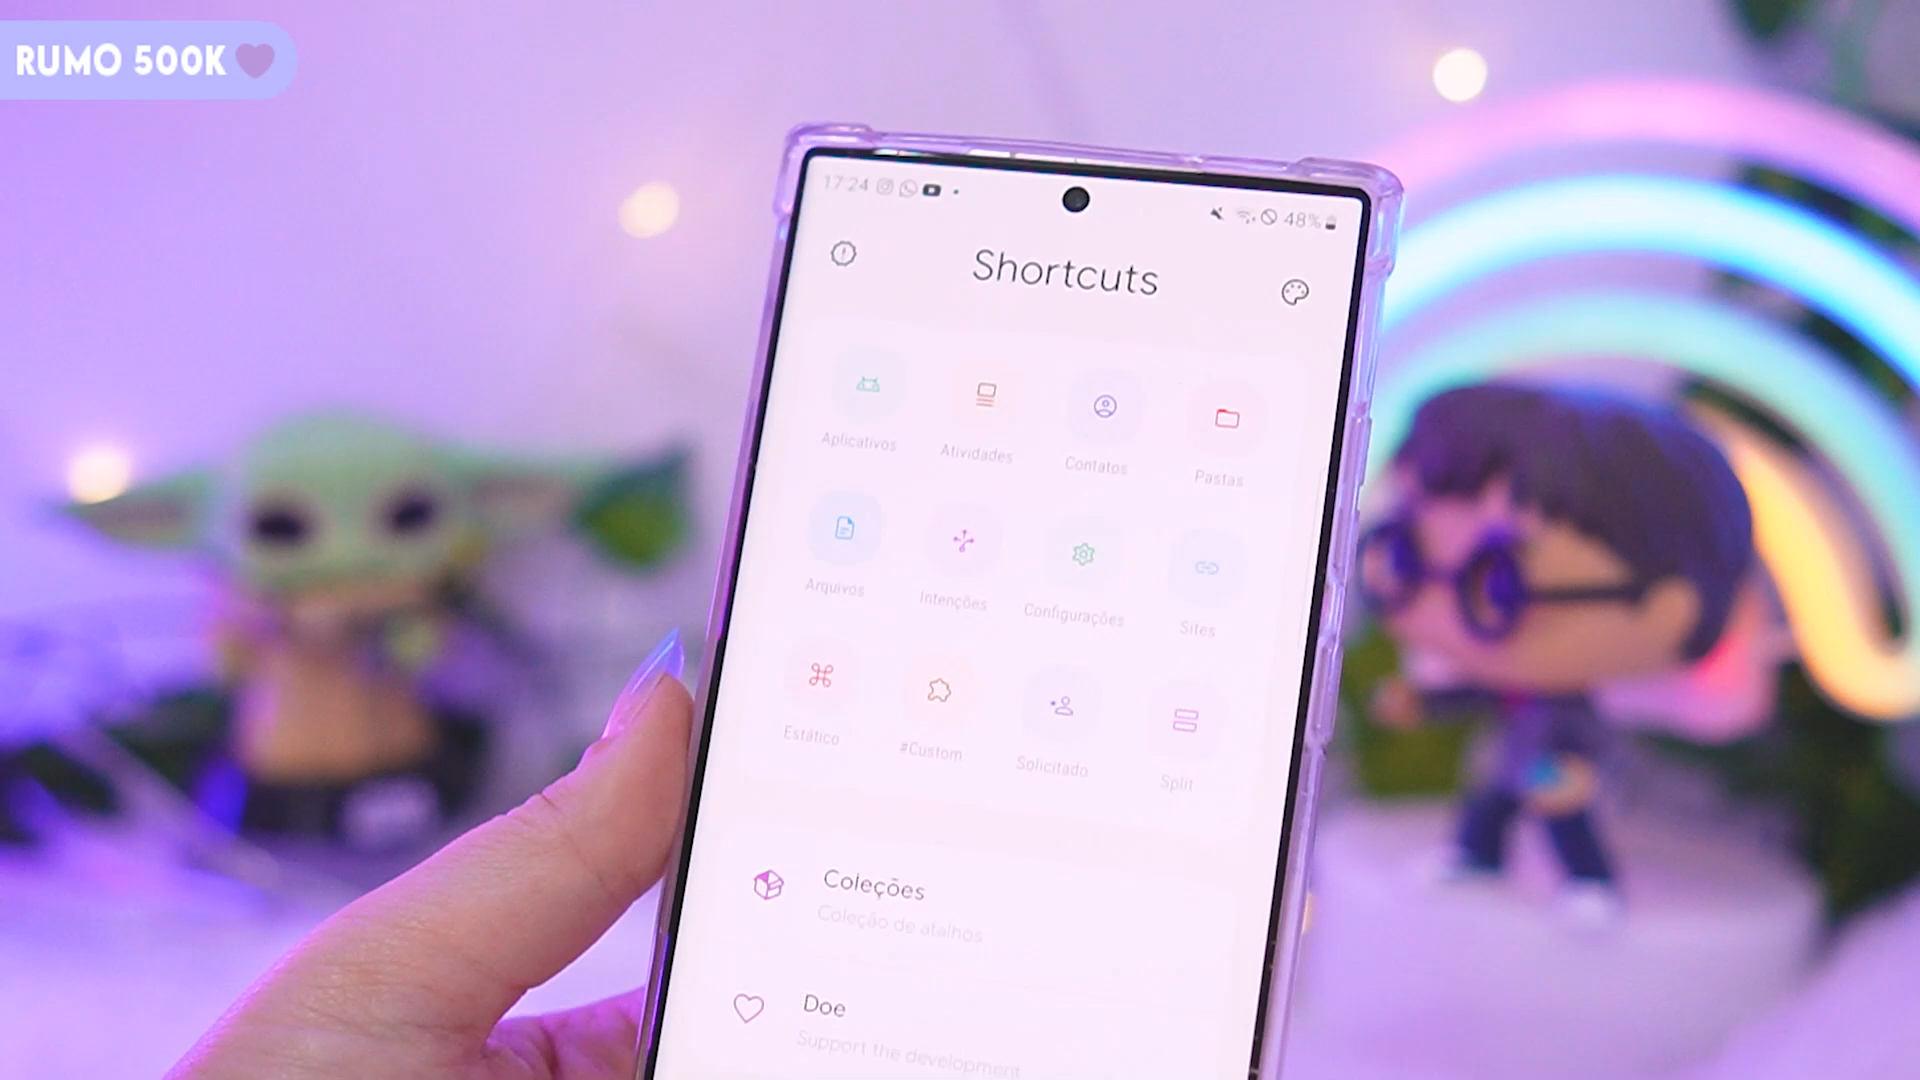 RUMO 500K
17:24
48%
Shortcuts
Aplicativos
Atividades
Contatos
Pastas
Arquivos
Intenções
Configurações
Sites
Estático
#Custom
Solicitado
Split
Coleções
Coleção de atalhos
Doe
Support the development